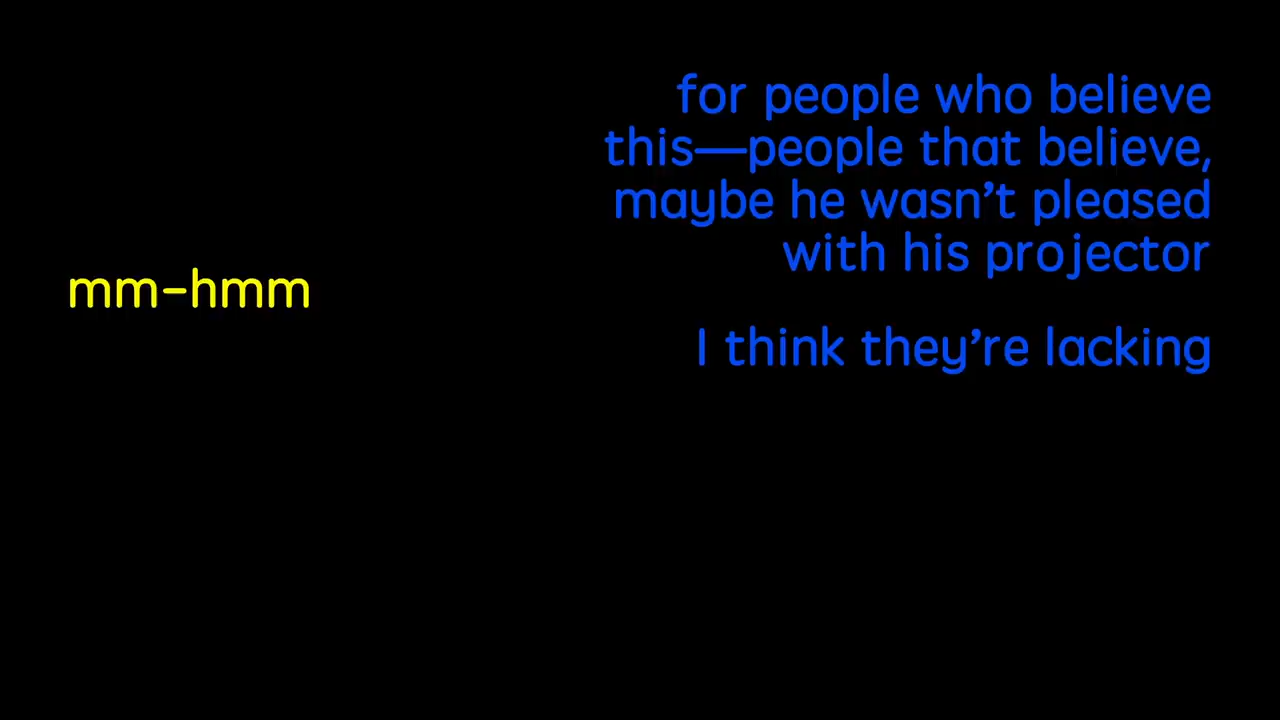 for people who believe
this—people that believe,
maybe he wasn’t pleased
with his projector
mm-hmm
I think they’re lacking